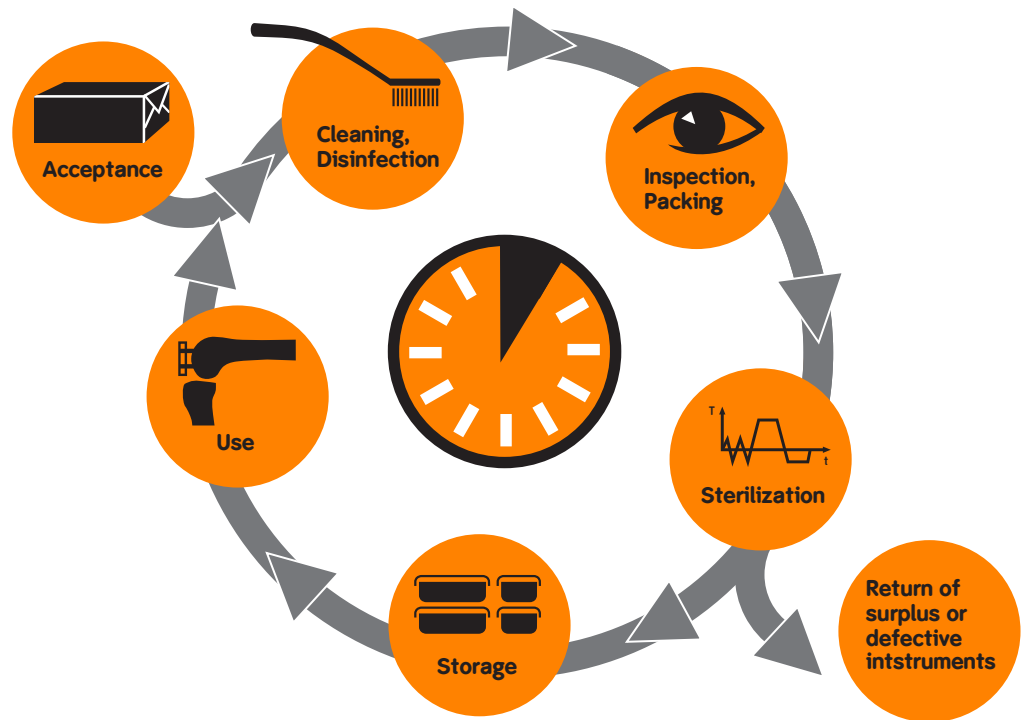 Acceptance
Cleaning,
Disinfection
Inspection,
Packing
T
t
Sterilization
Return of
surplus or
defective
intstruments
Storage
Use